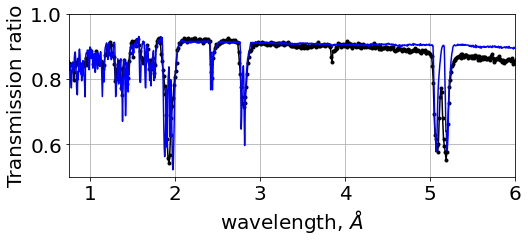 Transmission ratio
1.0
0.8
0.6
1 2 3 4 5 6
wavelength, Å